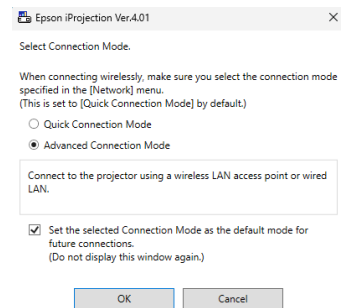 Epson iProjection Ver.4.01
Select Connection Mode.
When connecting wirelessly, make sure you select the connection mode
specified in the [Network] menu.
(This is set to [Quick Connection Mode] by default.)
Quick Connection Mode
Advanced Connection Mode
Connect to the projector using a wireless LAN access point or wired
LAN.
Set the selected Connection Mode as the default mode for
future connections.
(Do not display this window again.)
OK Cancel